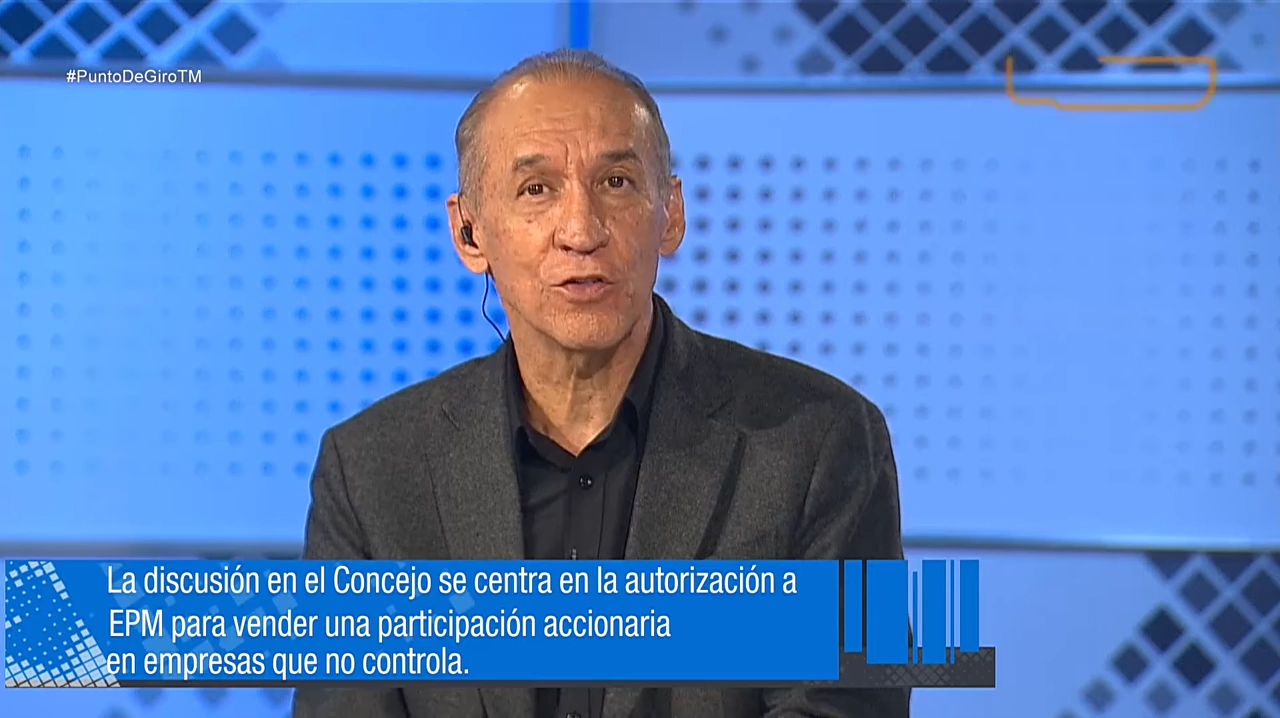 #PuntoDeGiroTM
La discusión en el Concejo se centra en la autorización a
EPM para vender una participación accionaria
en empresas que no controla.